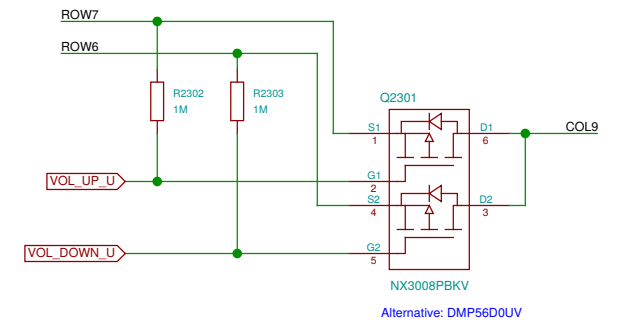 ROW7
ROW6
R2302
1M
R2303
1M
Q2301
S1
1
D1
6
COL9
VOL_UP_U
G1
2
S2
4
D2
3
VOL_DOWN_U
G2
5
NX3008PBKV
Alternative: DMP56D0UV